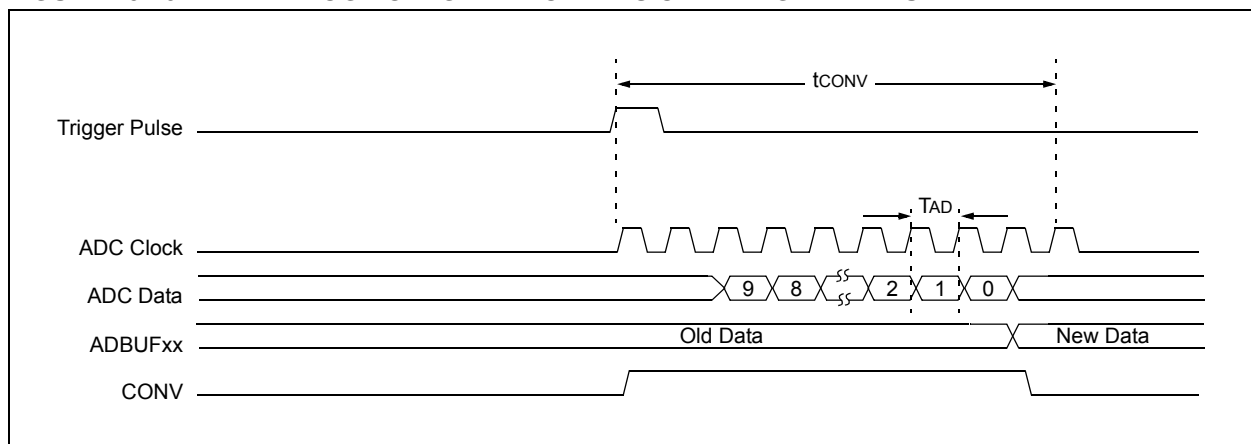 tCONV
Trigger Pulse
TAD
ADC Clock
ADC Data
9 8 2 1 0
ADBUFxx
Old Data New Data
CONV